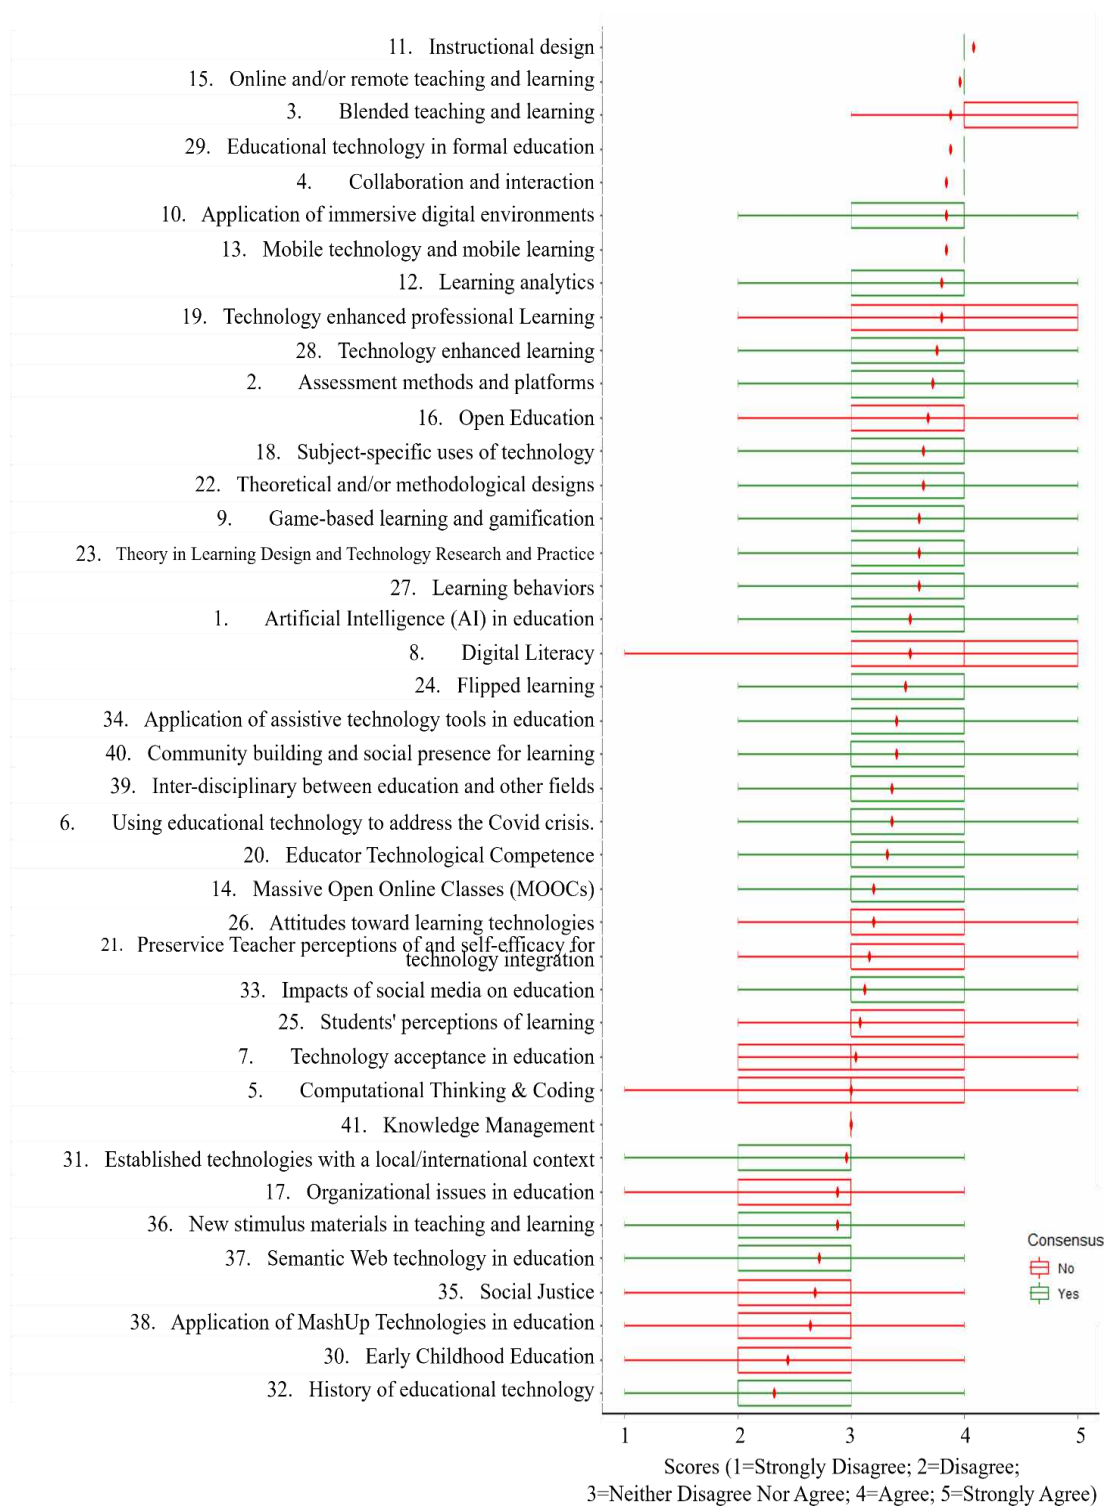 11. Instructional design
15. Online and/or remote teaching and learning
3. Blended teaching and learning
29. Educational technology in formal education
4. Collaboration and interaction
10. Application of immersive digital environments
13. Mobile technology and mobile learning
12. Learning analytics
19. Technology enhanced professional Learning
28. Technology enhanced learning
2. Assessment methods and platforms
16. Open Education
18. Subject-specific uses of technology
22. Theoretical and/or methodological designs
9. Game-based learning and gamification
23. Theory in Learning Design and Technology Research and Practice
27. Learning behaviors
1. Artificial Intelligence (AI) in education
8. Digital Literacy
24. Flipped learning
34. Application of assistive technology tools in education
40. Community building and social presence for learning
39. Inter-disciplinary between education and other fields
6. Using educational technology to address the Covid crisis.
20. Educator Technological Competence
14. Massive Open Online Classes (MOOCs)
26. Attitudes toward learning technologies
21. Preservice Teacher perceptions of and self-efficacy for
technology integration
33. Impacts of social media on education
25. Students' perceptions of learning
7. Technology acceptance in education
5. Computational Thinking & Coding
41. Knowledge Management
31. Established technologies with a local/international context
17. Organizational issues in education
36. New stimulus materials in teaching and learning
37. Semantic Web technology in education
35. Social Justice
38. Application of MashUp Technologies in education
30. Early Childhood Education
32. History of educational technology
Consensus
No
Yes
1 2 3 4 5
Scores (1=Strongly Disagree; 2=Disagree;
3=Neither Disagree Nor Agree; 4=Agree; 5=Strongly Agree)